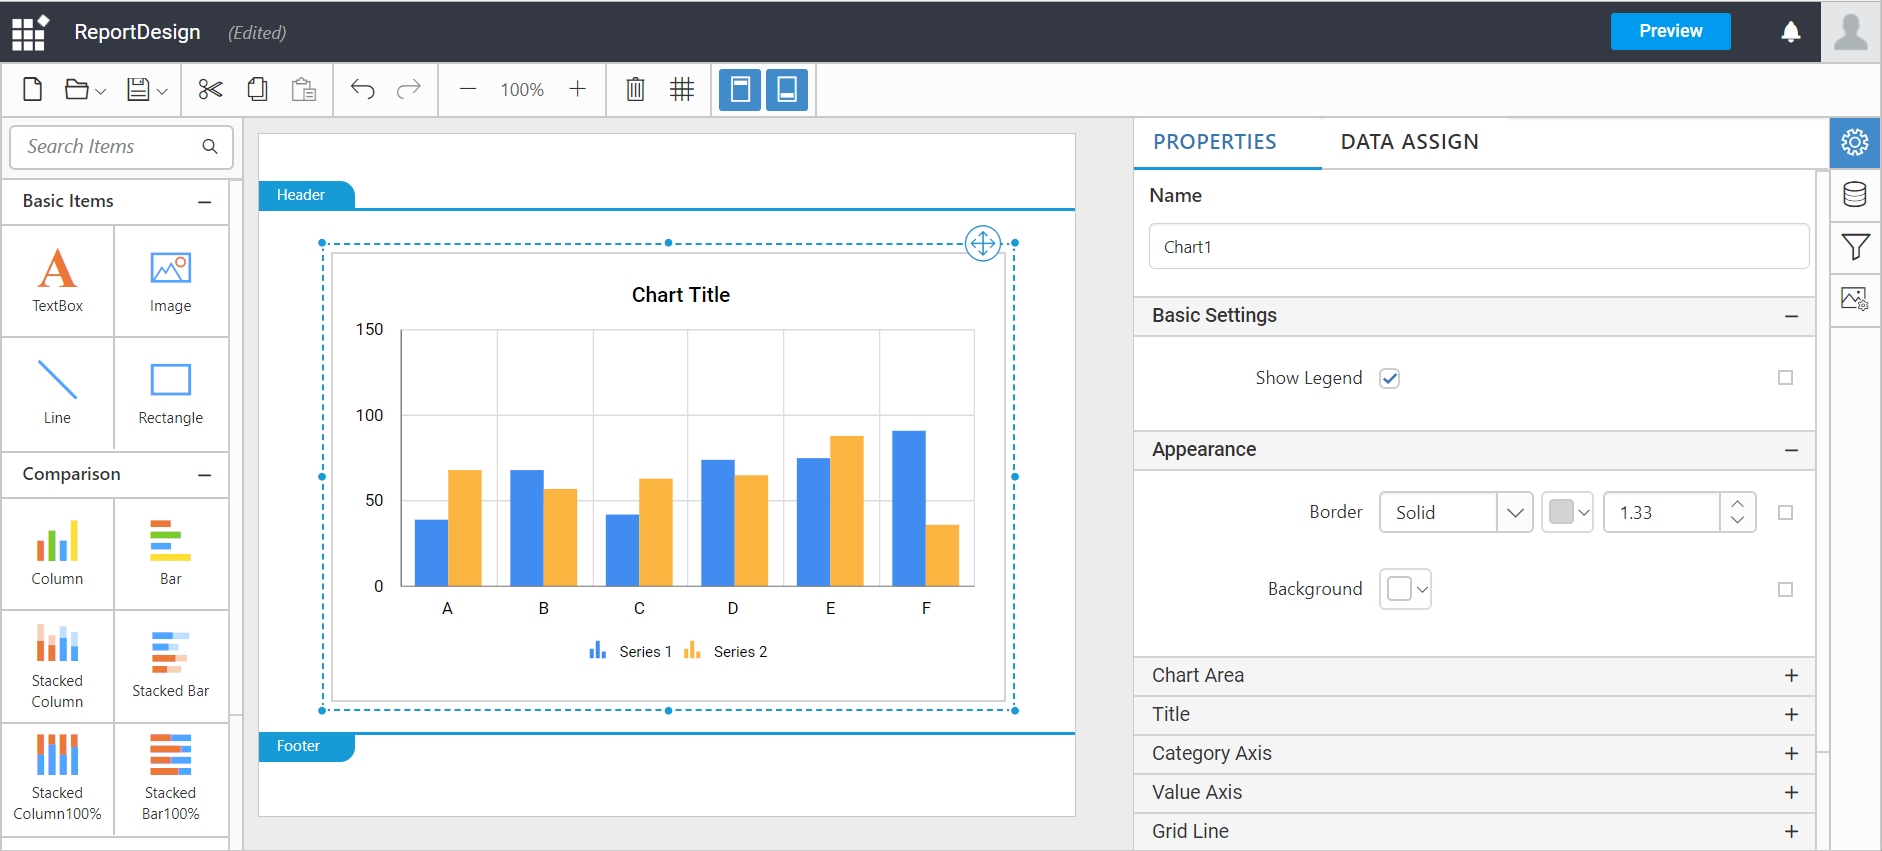 ReportDesign (Edited) Preview
100%
Search Items
Basic Items
TextBox Image
Line Rectangle
Comparison
Column Bar
Stacked Column Stacked Bar
Stacked Column100% Stacked Bar100%
Header
Chart Title
150
100
50
0
A B C D E F
Series 1 Series 2
Footer
PROPERTIES DATA ASSIGN
Name
Chart1
Basic Settings
Show Legend
Appearance
Border Solid 1.33
Background
Chart Area
Title
Category Axis
Value Axis
Grid Line